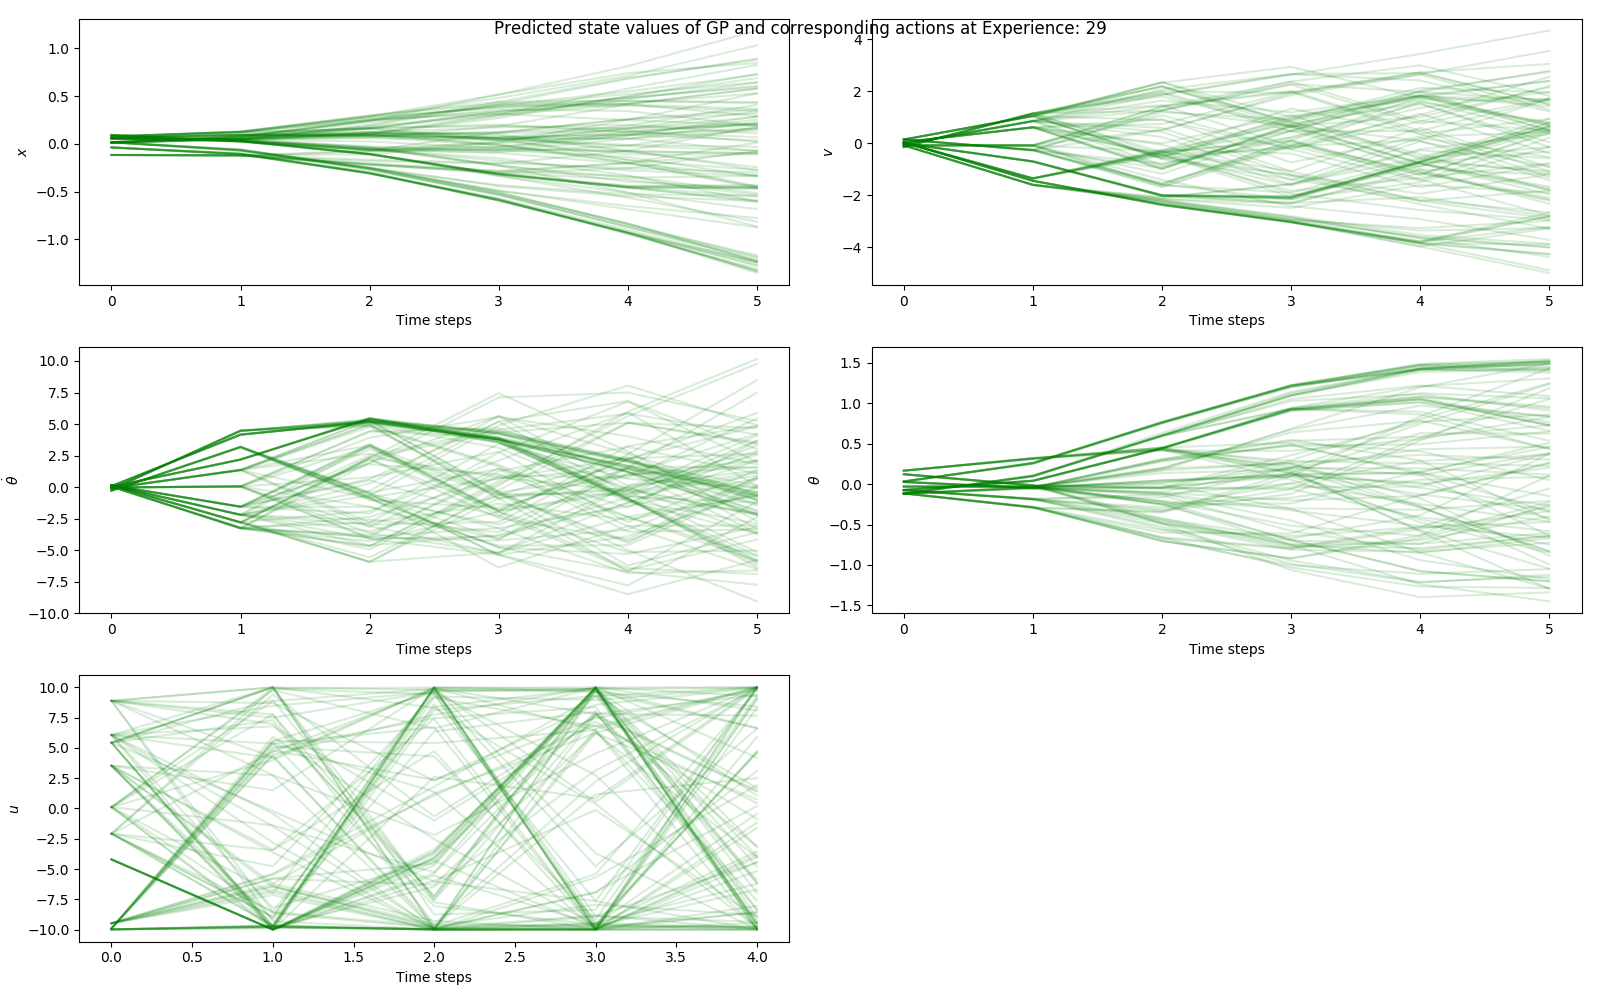 Predicted state values of GP and corresponding actions at Experience: 29
1.0
0.5
0.0
−0.5
−1.0
x
0 1 2 3 4 5
Time steps
4
2
0
−2
−4
v
0 1 2 3 4 5
Time steps
10.0
7.5
5.0
2.5
0.0
−2.5
−5.0
−7.5
−10.0
θ̇
0 1 2 3 4 5
Time steps
1.5
1.0
0.5
0.0
−0.5
−1.0
−1.5
θ
0 1 2 3 4 5
Time steps
10.0
7.5
5.0
2.5
0.0
−2.5
−5.0
−7.5
−10.0
u
0.0 0.5 1.0 1.5 2.0 2.5 3.0 3.5 4.0
Time steps